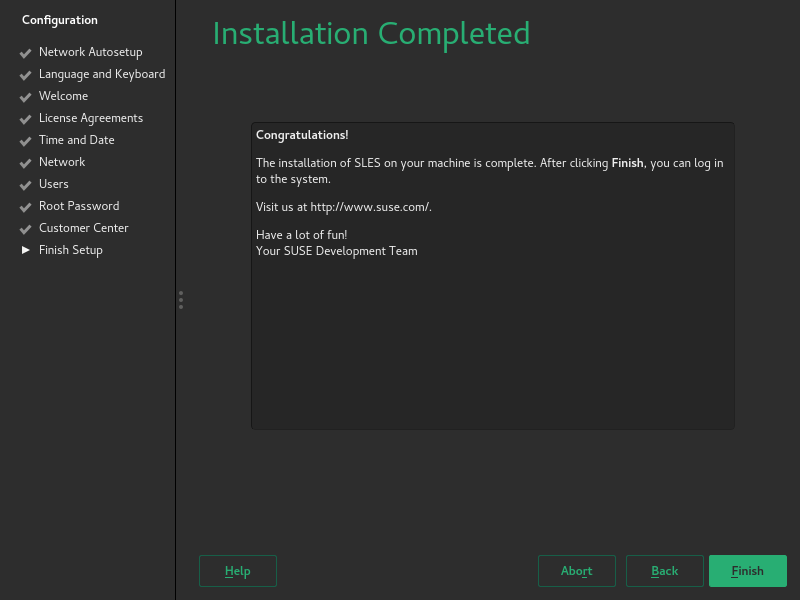 Configuration
Network Autosetup
Language and Keyboard
Welcome
License Agreements
Time and Date
Network
Users
Root Password
Customer Center
Finish Setup
Installation Completed
Congratulations!
The installation of SLES on your machine is complete. After clicking Finish, you can log in
to the system.
Visit us at http://www.suse.com/.
Have a lot of fun!
Your SUSE Development Team
Help
Abort
Back
Finish